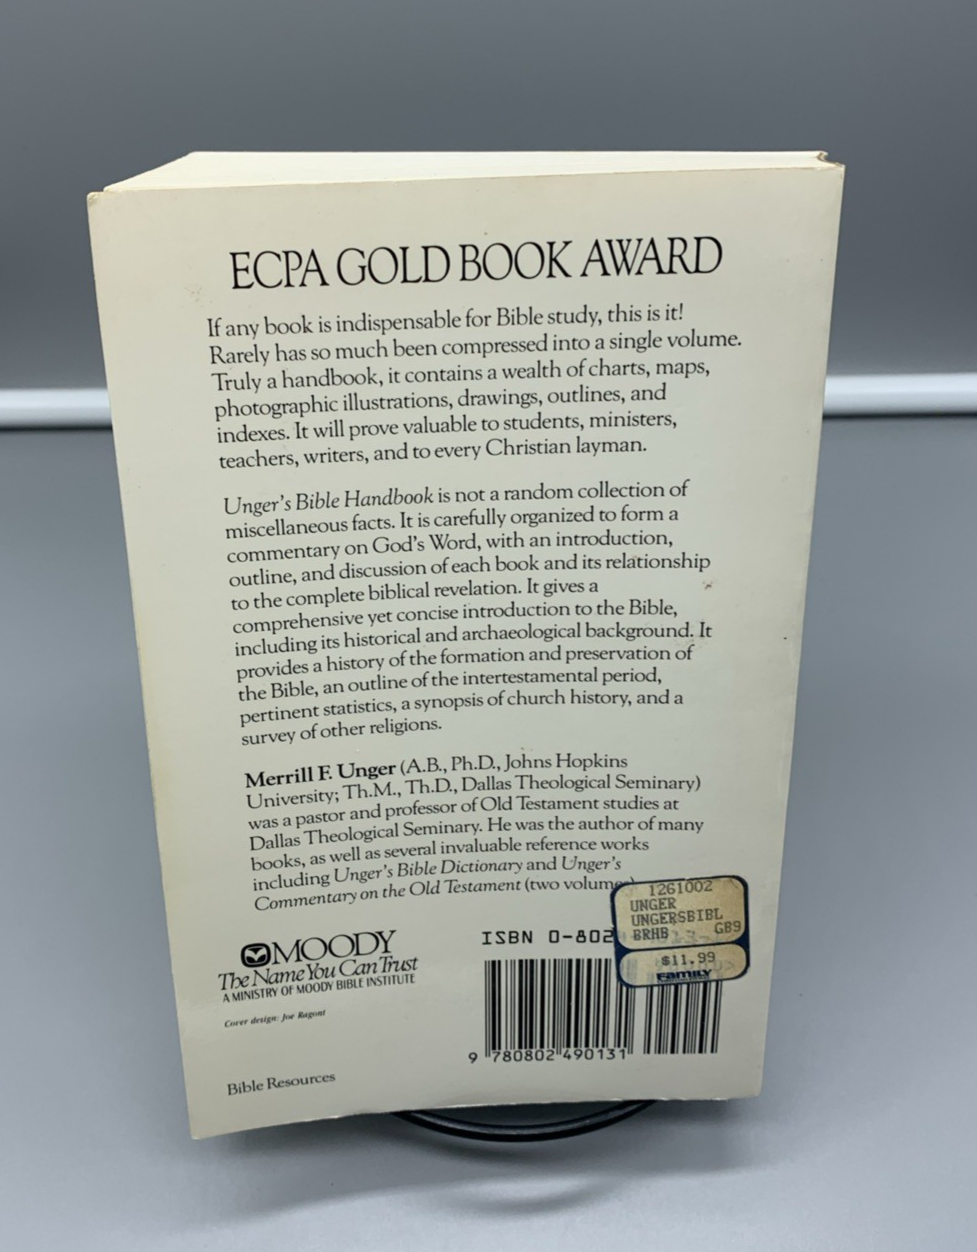 ECPA GOLD BOOK AWARD
If any book is indispensable for Bible study, this is it!
Rarely has so much been compressed into a single volume.
Truly a handbook, it contains a wealth of charts, maps,
photographic illustrations, drawings, outlines, and
indexes. It will prove valuable to students, ministers,
teachers, writers, and to every Christian layman.
Unger's Bible Handbook is not a random collection of
miscellaneous facts. It is carefully organized to form a
commentary on God's Word, with an introduction,
outline, and discussion of each book and its relationship
to the complete biblical revelation. It gives a
comprehensive yet concise introduction to the Bible,
including its historical and archaeological background. It
provides a history of the formation and preservation of
the Bible, an outline of the intertestamental period,
pertinent statistics, a synopsis of church history, and a
survey of other religions.
Merrill F. Unger (A.B., Ph.D., Johns Hopkins
University; Th.M., Th.D., Dallas Theological Seminary)
was a pastor and professor of Old Testament studies at
Dallas Theological Seminary. He was the author of many
books, as well as several invaluable reference works
including Unger's Bible Dictionary and Unger's
Commentary on the Old Testament (two volume
1261002
UNGER
UNGERSBIBL
BRHB GB9
$11.99
FAMILY
ISBN 0-802
9 780802 490131
MOODY
The Name You Can Trust
A MINISTRY OF MOODY BIBLE INSTITUTE
Cover design: Joe Ragont
Bible Resources